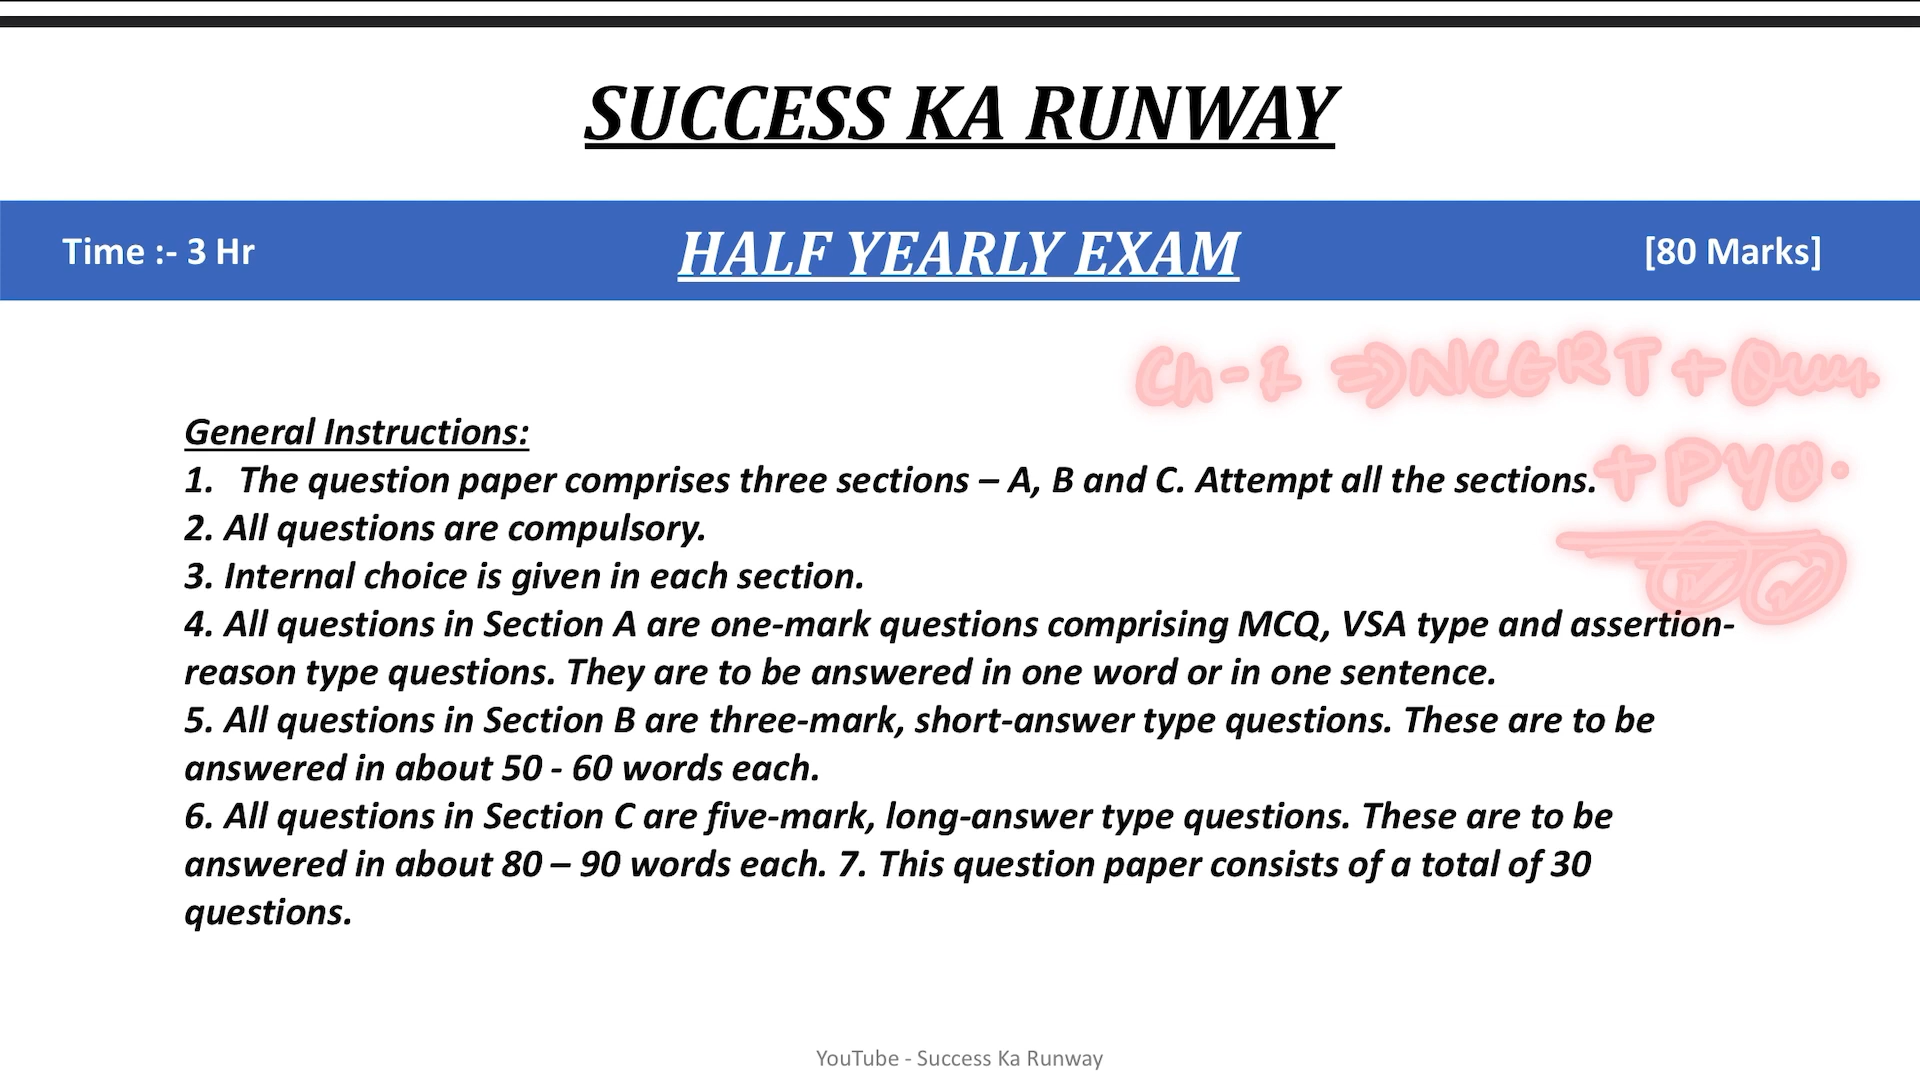 SUCCESS KA RUNWAY
Time :- 3 Hr HALF YEARLY EXAM [80 Marks]
Ch-1 ⇒ NCERT +
General Instructions:
1. The question paper comprises three sections – A, B and C. Attempt all the sections. + PYQ.
2. All questions are compulsory.
3. Internal choice is given in each section.
4. All questions in Section A are one-mark questions comprising MCQ, VSA type and assertion-
reason type questions. They are to be answered in one word or in one sentence.
5. All questions in Section B are three-mark, short-answer type questions. These are to be
answered in about 50 - 60 words each.
6. All questions in Section C are five-mark, long-answer type questions. These are to be
answered in about 80 – 90 words each. 7. This question paper consists of a total of 30
questions.
YouTube - Success Ka Runway